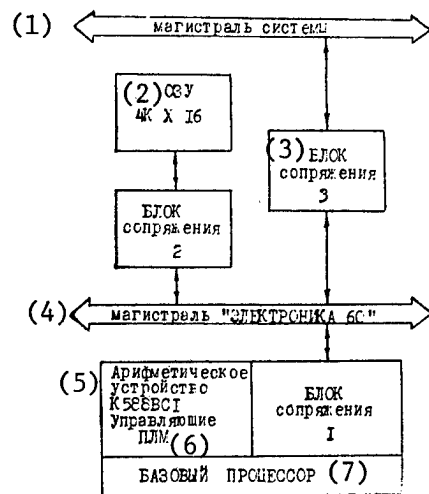 (1)
магистраль системы
(2) ОЗУ
4К X 16
(3) БЛОК
сопряжения
3
БЛОК
сопряжения
2
(4)
магистраль "ЭЛЕКТРОНИКА 60"
(5)
Арифметическое
устройство
К588ВС1
Управляющие
ПЛМ (6)
БЛОК
сопряжения
1
БАЗОВЫЙ ПРОЦЕССОР (7)